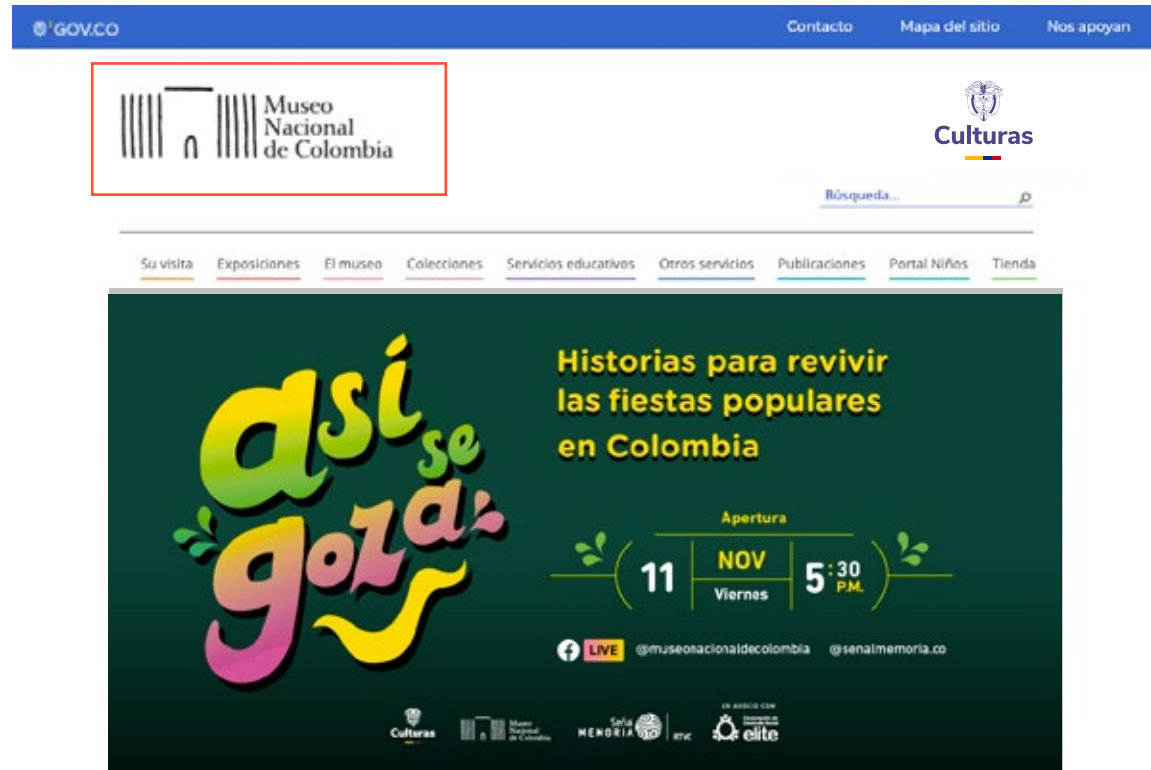 GOV.CO
Contacto Mapa del sitio Nos apoyan
Museo
Nacional
de Colombia
Culturas
Búsqueda...
Su visita Exposiciones El museo Colecciones Servicios educativos Otros servicios Publicaciones Portal Niños Tienda
así
se
goza
Historias para revivir
las fiestas populares
en Colombia
Apertura
11 NOV 5:30
Viernes P.M.
LIVE @museonacionaldecolombia @senalmemoria.co
EN ASOCIO CON
Culturas
Museo
Nacional
de Colombia
Señal
MEMORIA
rtvc
elite